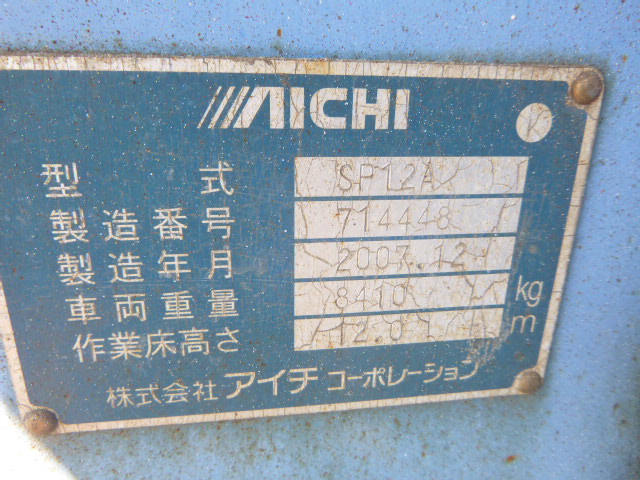 AICHI
K
型式 SP12A
製造番号 714448
製造年月 2007.12
車両重量 8410 kg
作業床高さ 12.0 m
株式会社 アイチ コーポレーション